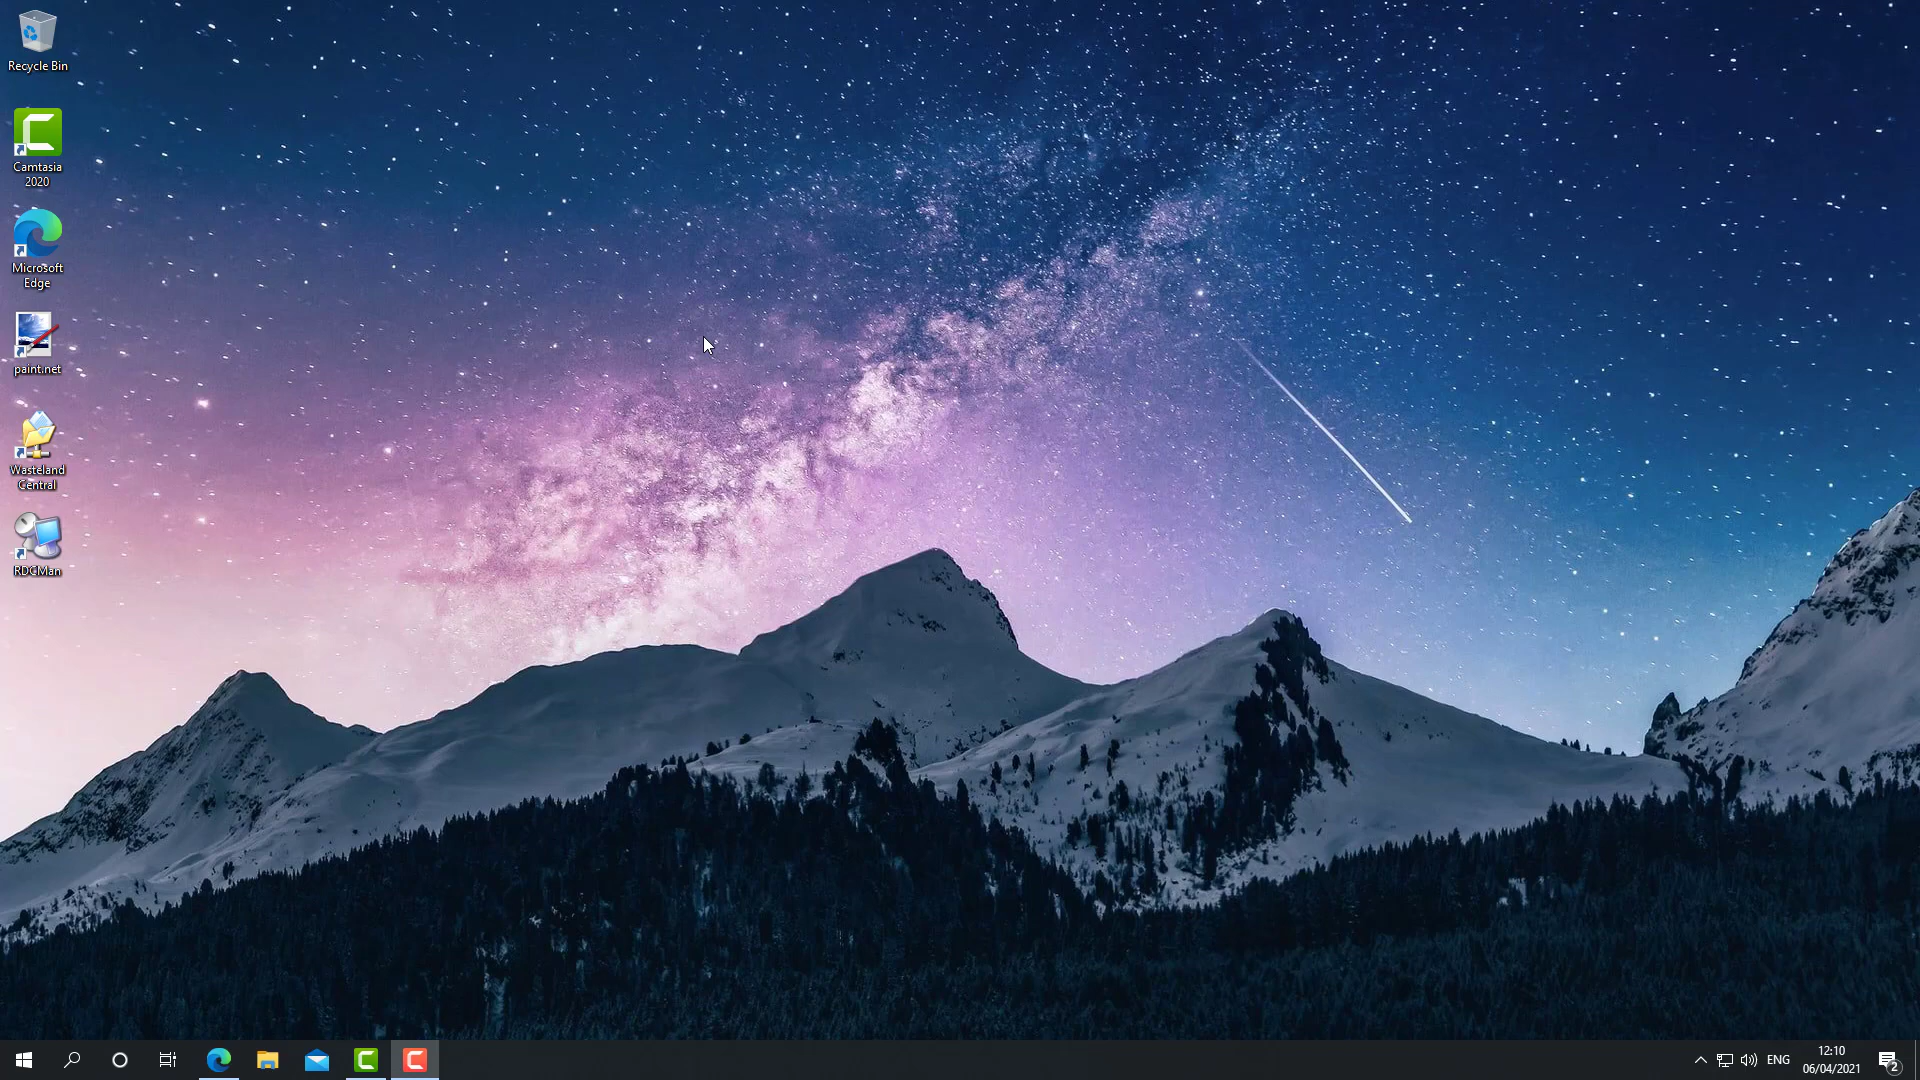 Recycle Bin
Camtasia
2020
Microsoft
Edge
paint.net
Wasteland
Central
RDCMan
ENG
12:10
06/04/2021
2